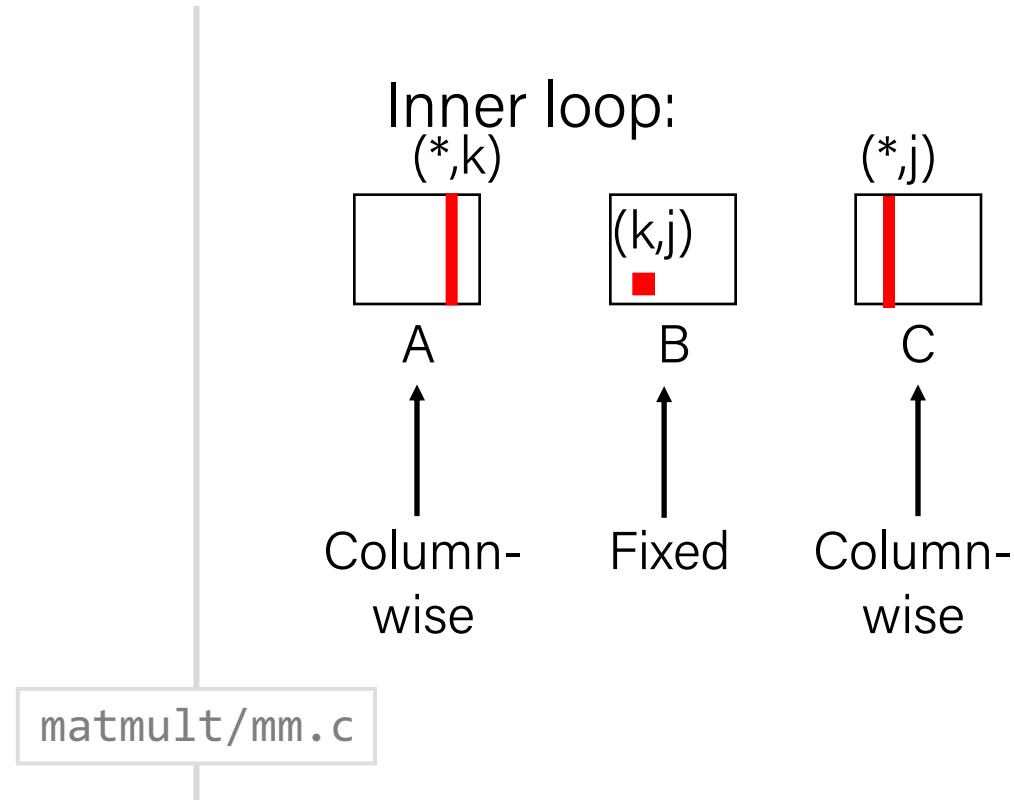 Inner loop:
(*,k)
(*,j)
(k,j)
A
B
C
Column-
wise
Fixed
Column-
wise
matmult/mm.c